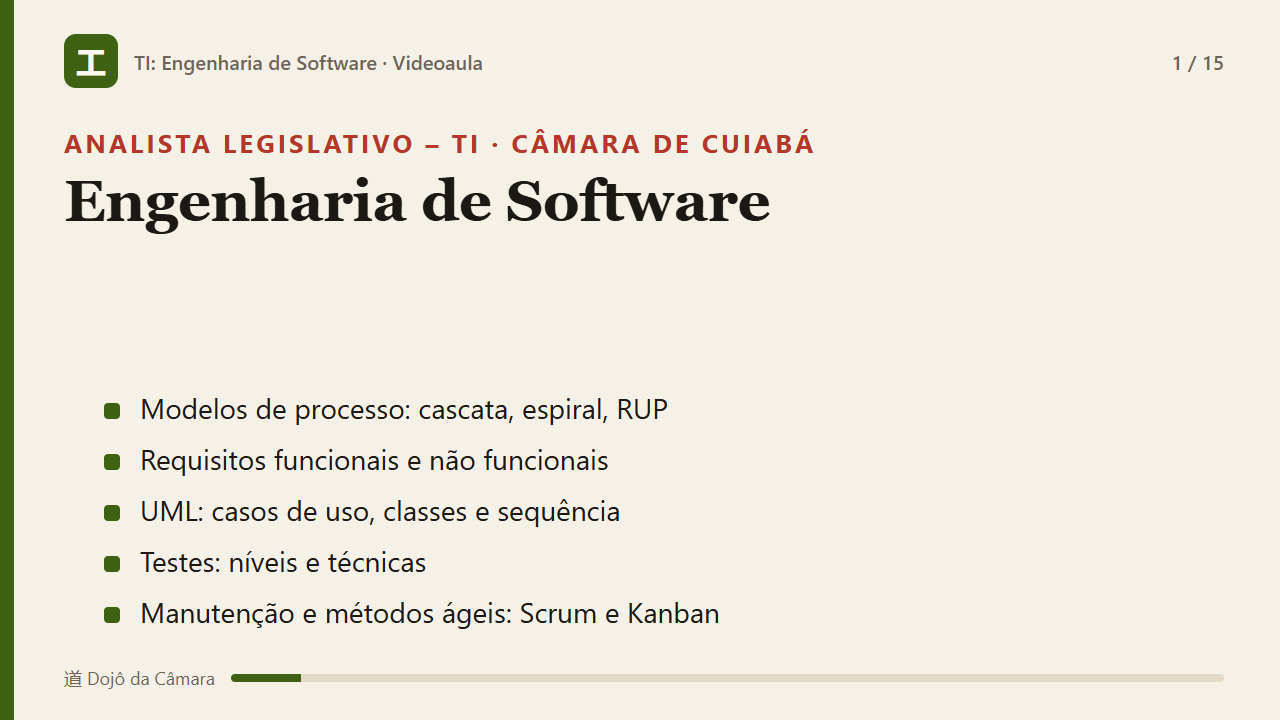 工
TI: Engenharia de Software · Videoaula
1 / 15
ANALISTA LEGISLATIVO – TI · CÂMARA DE CUIABÁ
Engenharia de Software
Modelos de processo: cascata, espiral, RUP
Requisitos funcionais e não funcionais
UML: casos de uso, classes e sequência
Testes: níveis e técnicas
Manutenção e métodos ágeis: Scrum e Kanban
道 Dojô da Câmara